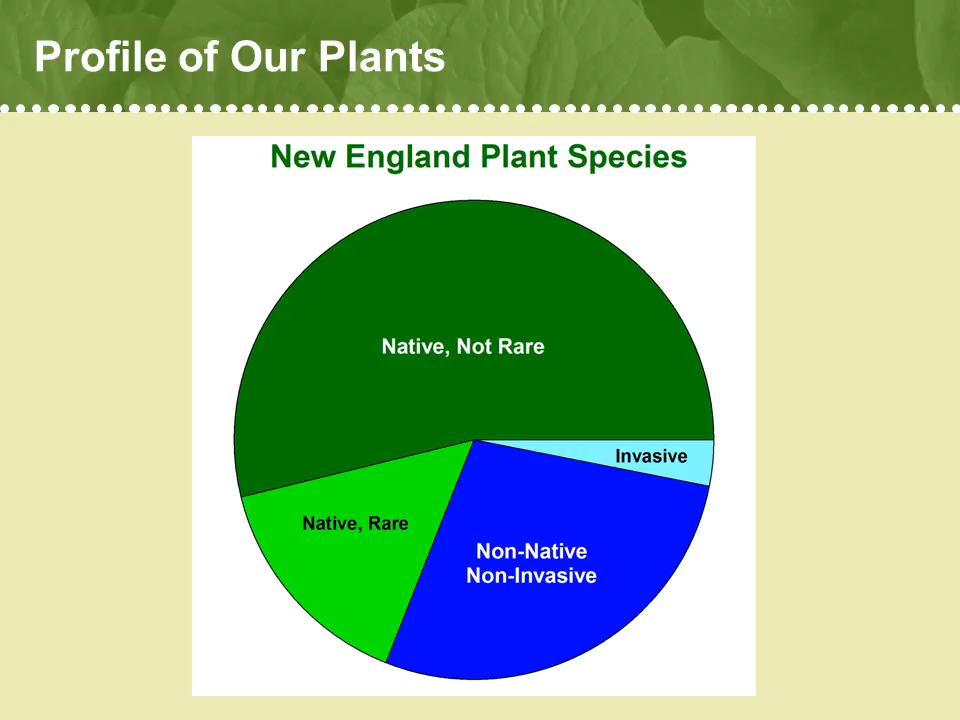 Profile of Our Plants
New England Plant Species
Native, Not Rare
Invasive
Native, Rare
Non-Native
Non-Invasive